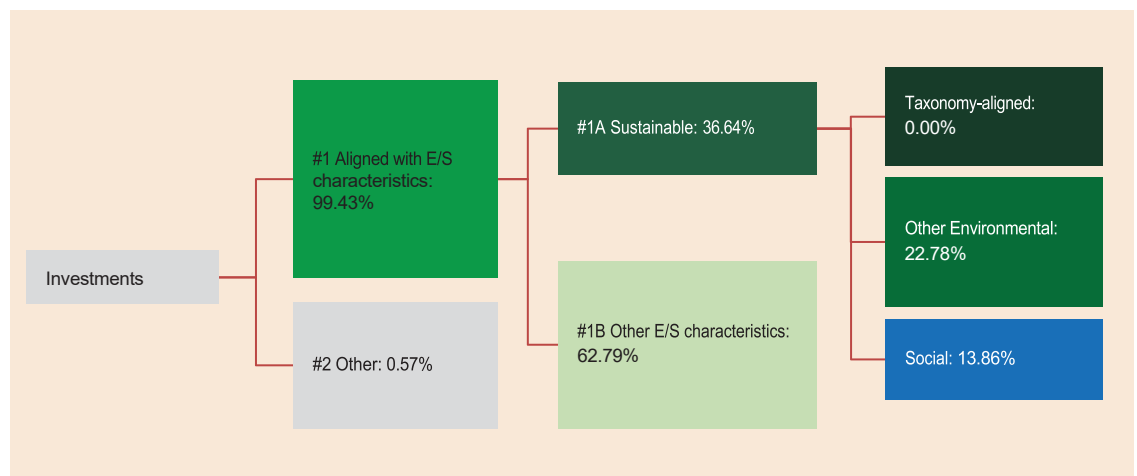 Investments
#1 Aligned with E/S
characteristics:
99.43%
#2 Other: 0.57%
#1A Sustainable: 36.64%
#1B Other E/S characteristics:
62.79%
Taxonomy-aligned:
0.00%
Other Environmental:
22.78%
Social: 13.86%